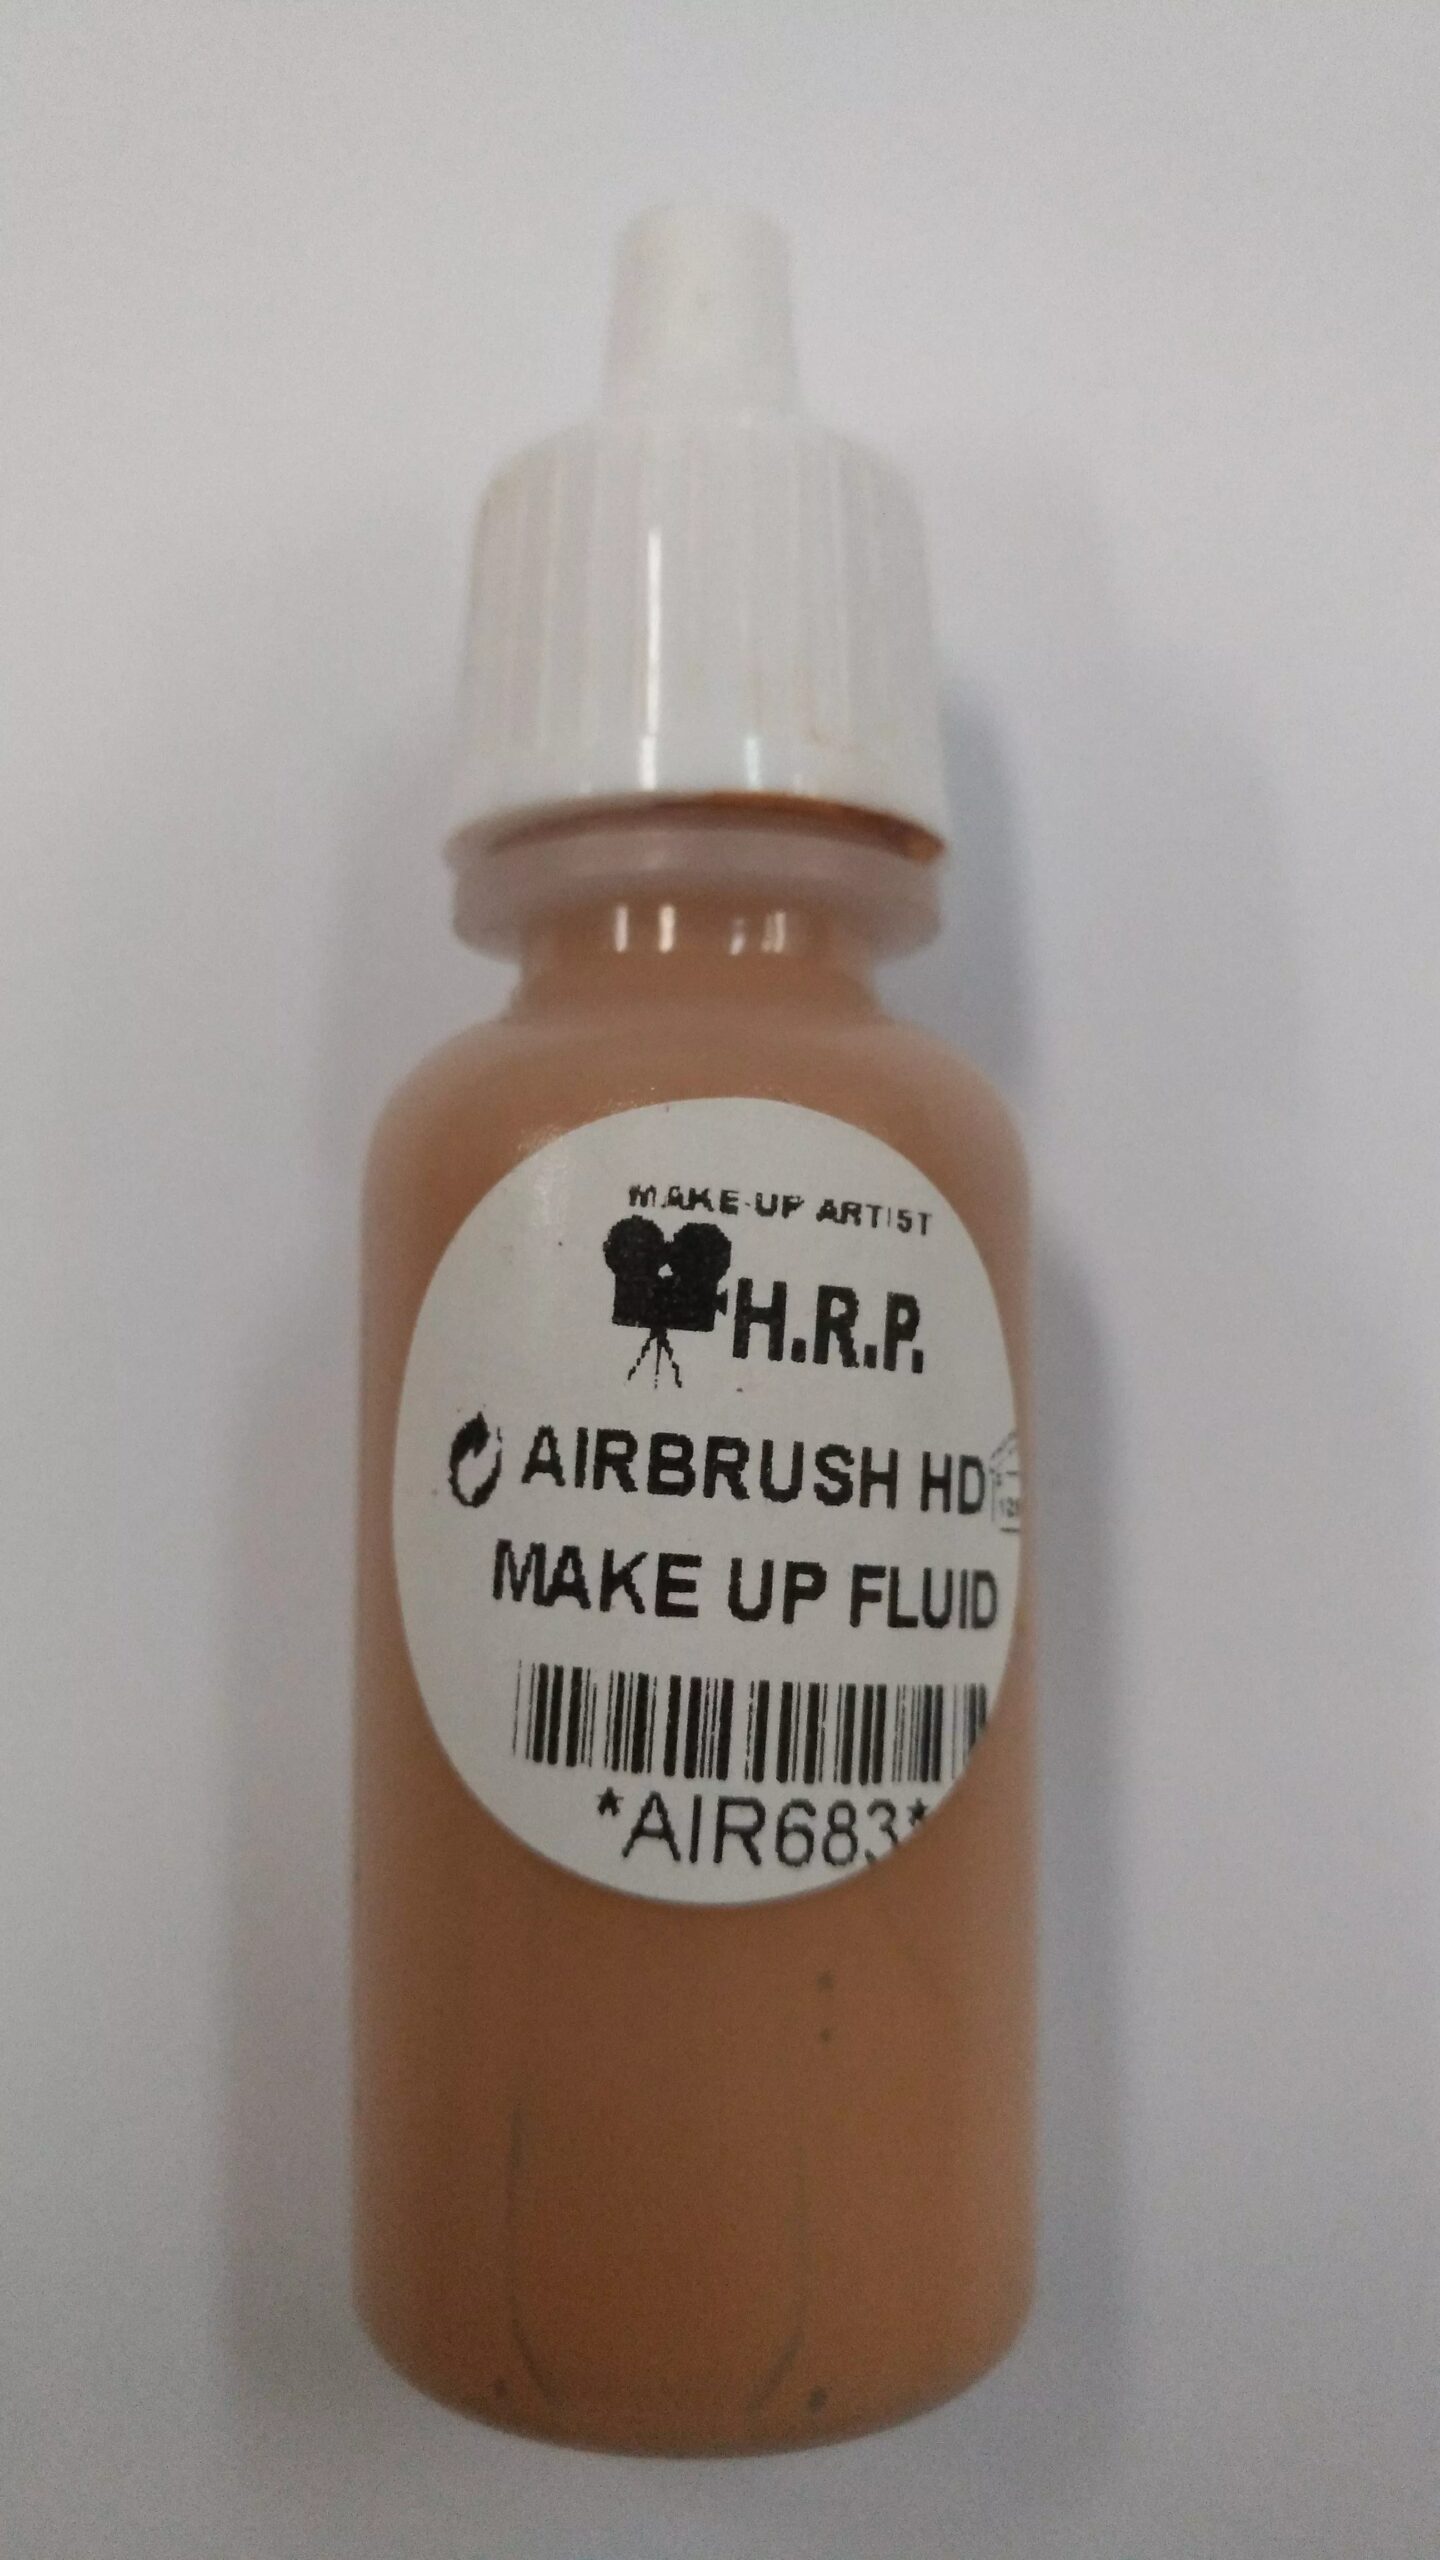 MAKE-UP ARTIST
H.R.P.
AIRBRUSH HD
MAKE UP FLUID
*AIR683*